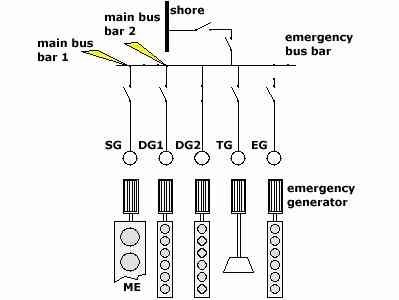 shore
main bus
bar 2
main bus
bar 1
emergency
bus bar
SG DG1 DG2 TG EG
emergency
generator
ME